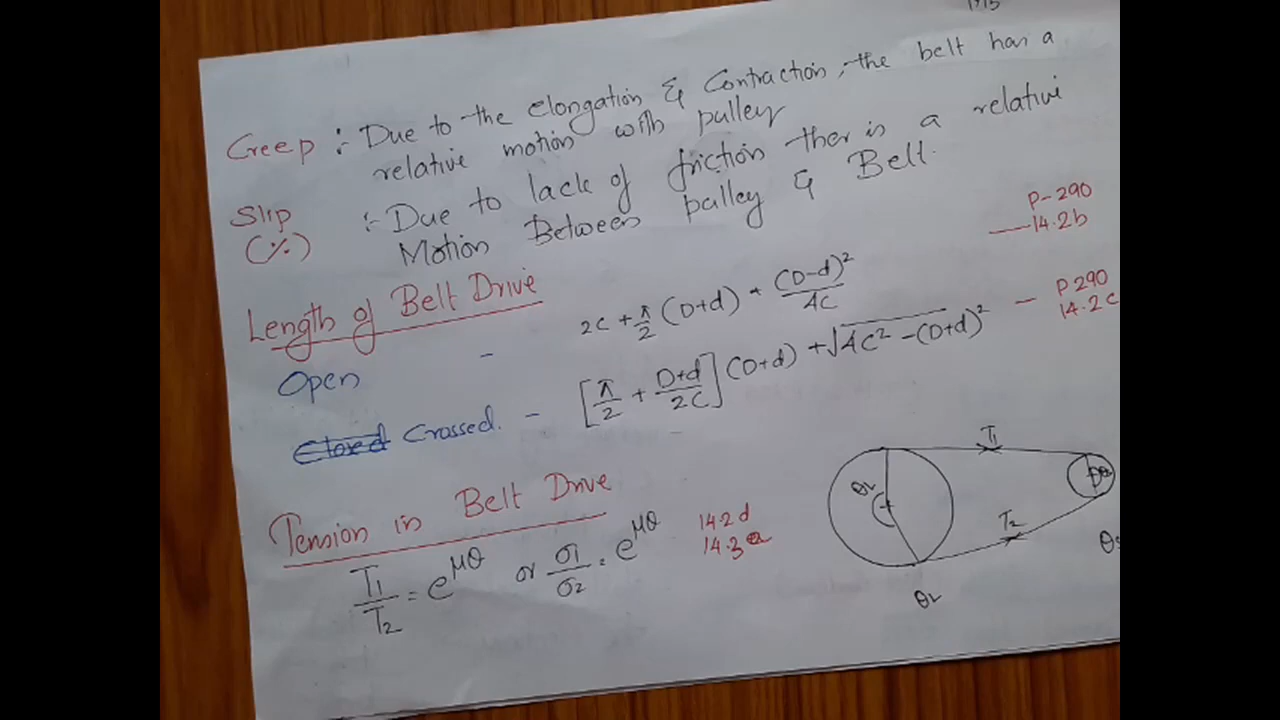 Creep :- Due to the elongation & Contraction, the belt has a
relative motion with pulley
Slip :- Due to lack of friction ther is a relative
(%) Motion Between pulley & Belt.
P-290
14.2b
Length of Belt Drive
Open - 2C + π/2 (D+d) + (D-d)²/4C
P 290
14.2c
Closed Crossed. - [π/2 + D+d/2C] (D+d) + √4C² - (D+d)²
Tension in Belt Drive
T₁/T₂ = e^μθ or σ1/σ2 = e^μθ
14.2d
14.3a
T₁
T₂
θL
θL